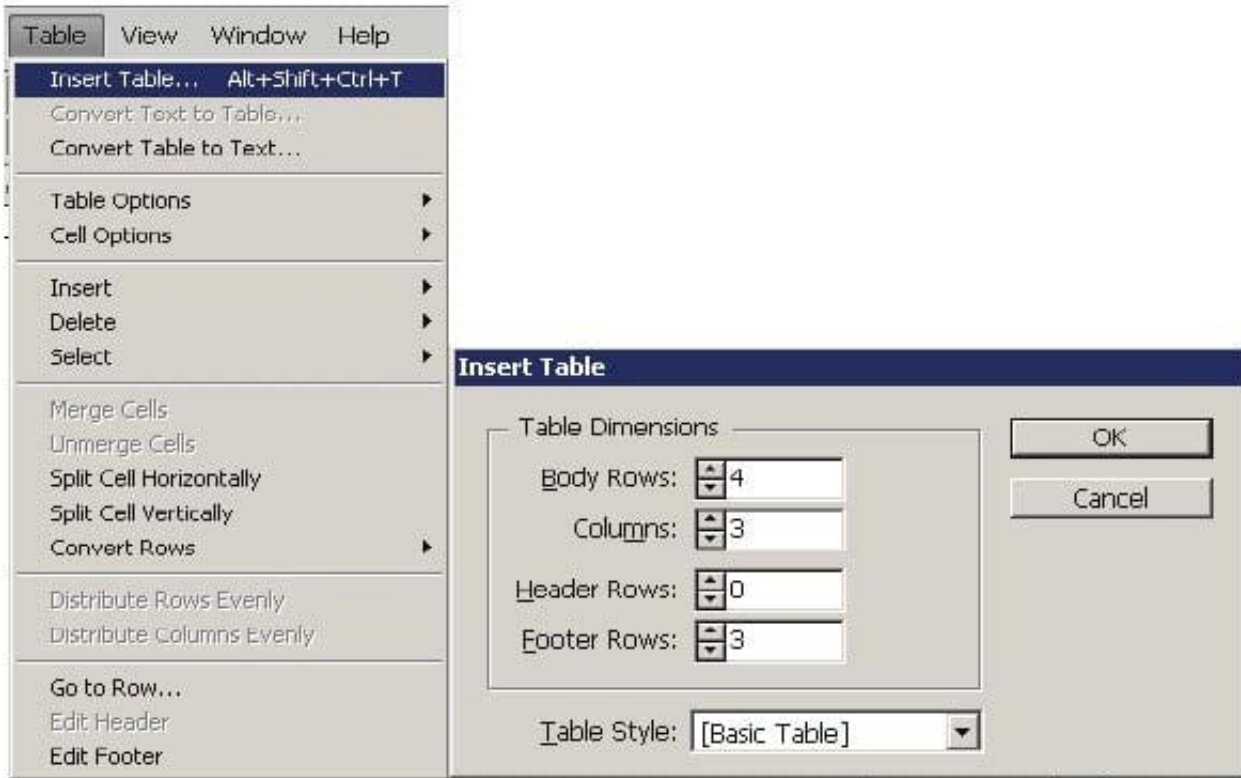 Table View Window Help
Insert Table... Alt+Shift+Ctrl+T
Convert Text to Table...
Convert Table to Text...
Table Options
Cell Options
Insert
Delete
Select
Merge Cells
Unmerge Cells
Split Cell Horizontally
Split Cell Vertically
Convert Rows
Distribute Rows Evenly
Distribute Columns Evenly
Go to Row...
Edit Header
Edit Footer
Insert Table
Table Dimensions
Body Rows: 4
Columns: 3
Header Rows: 0
Footer Rows: 3
Table Style: [Basic Table]
OK
Cancel